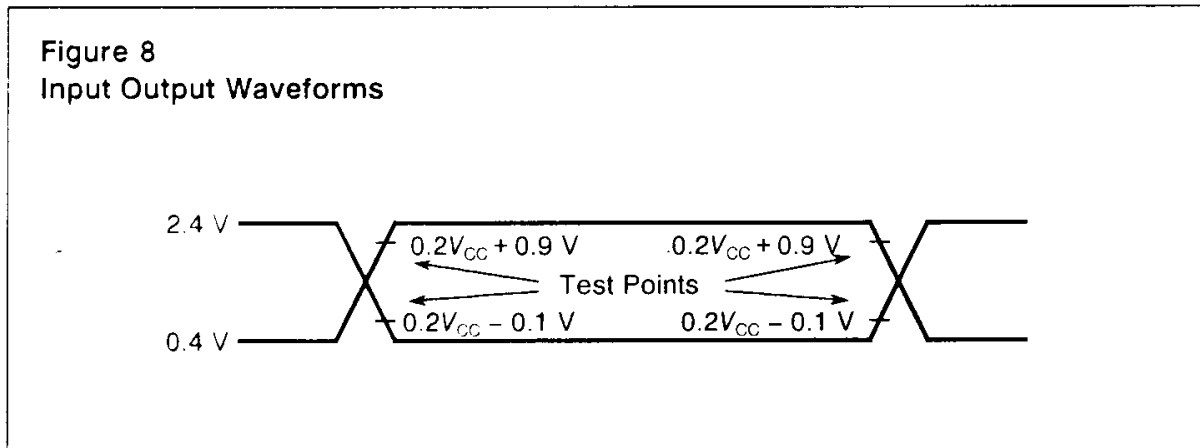 Figure 8
Input Output Waveforms
2.4 V
0.2VCC + 0.9 V
.0.2VCC + 0.9 V
Test Points
0.2VCC − 0.1 V
0.2VCC − 0.1 V
0.4 V